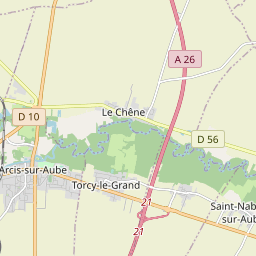 A 26
Le Chêne
D 10
D 56
Arcis-sur-Aube
Torcy-le-Grand
21
Saint-Nab
sur-Aub
21